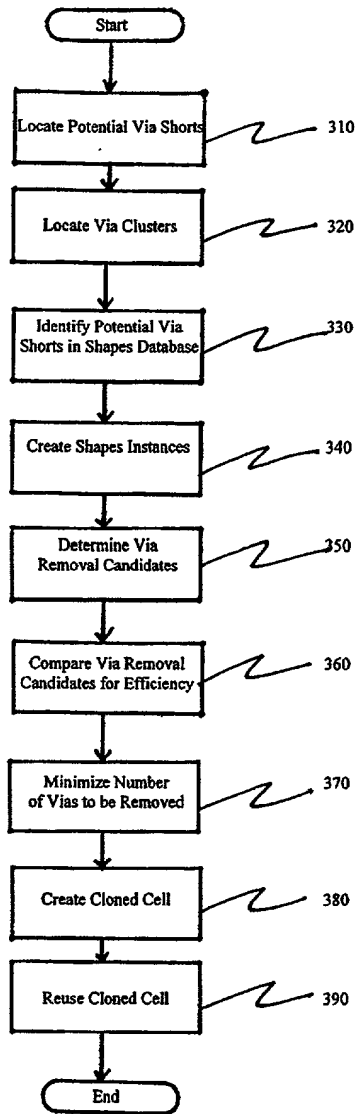 Start
Locate Potential Via Shorts
310
Locate Via Clusters
320
Identify Potential Via
Shorts in Shapes Database
330
Create Shapes Instances
340
Determine Via
Removal Candidates
350
Compare Via Removal
Candidates for Efficiency
360
Minimize Number
of Vias to be Removed
370
Create Cloned Cell
380
Reuse Cloned Cell
390
End